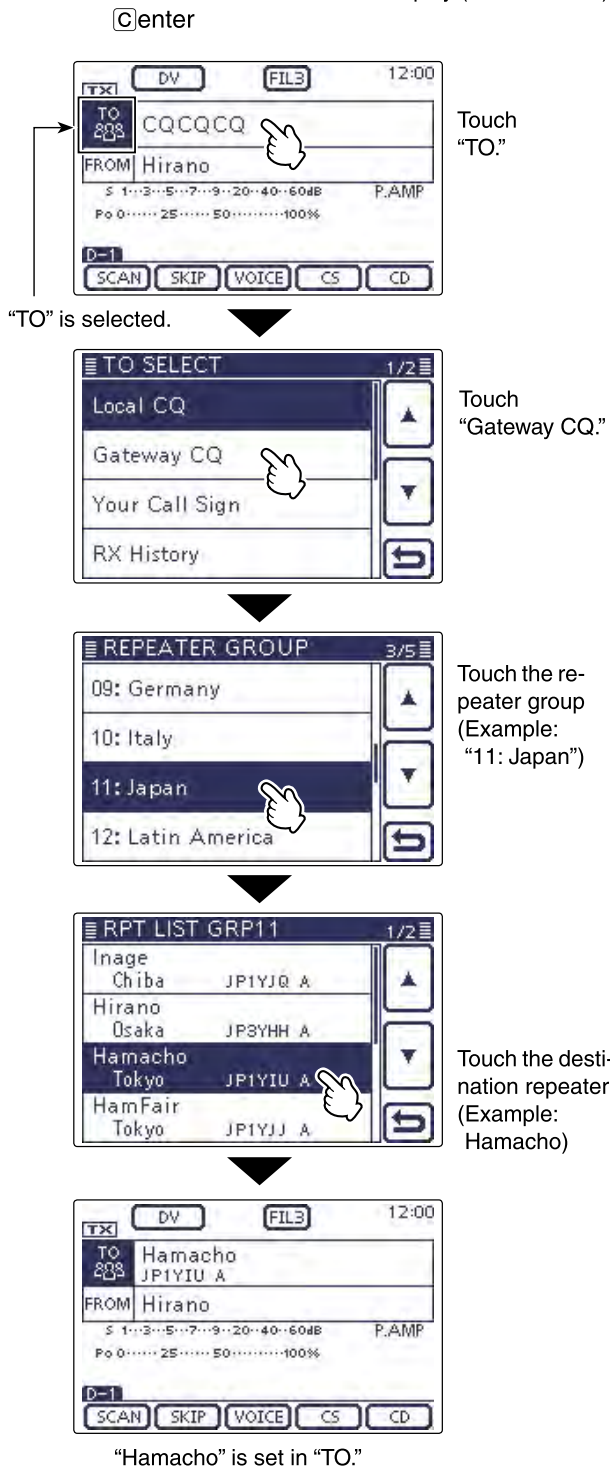 Center
DV FIL3 12:00
TX
TO CQCQCQ
FROM Hirano
S 1···3···5···7···9··20··40··60dB P.AMP
Po 0······25······50··········100%
D-1
SCAN SKIP VOICE CS CD
Touch
“TO.”
“TO” is selected.
TO SELECT 1/2
Local CQ
Gateway CQ
Your Call Sign
RX History
Touch
“Gateway CQ.”
REPEATER GROUP 3/5
09: Germany
10: Italy
11: Japan
12: Latin America
Touch the re-
peater group
(Example:
“11: Japan”)
RPT LIST GRP11 1/2
Inage
Chiba JP1YJQ A
Hirano
Osaka JP3YHH A
Hamacho
Tokyo JP1YIU A
HamFair
Tokyo JP1YJJ A
Touch the desti-
nation repeater
(Example:
Hamacho)
DV FIL3 12:00
TX
TO Hamacho
JP1YIU A
FROM Hirano
S 1···3···5···7···9··20··40··60dB P.AMP
Po 0······25······50··········100%
D-1
SCAN SKIP VOICE CS CD
“Hamacho” is set in “TO.”